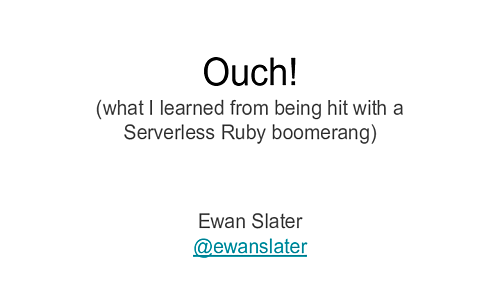 Ouch!
(what I learned from being hit with a
Serverless Ruby boomerang)
Ewan Slater
@ewanslater